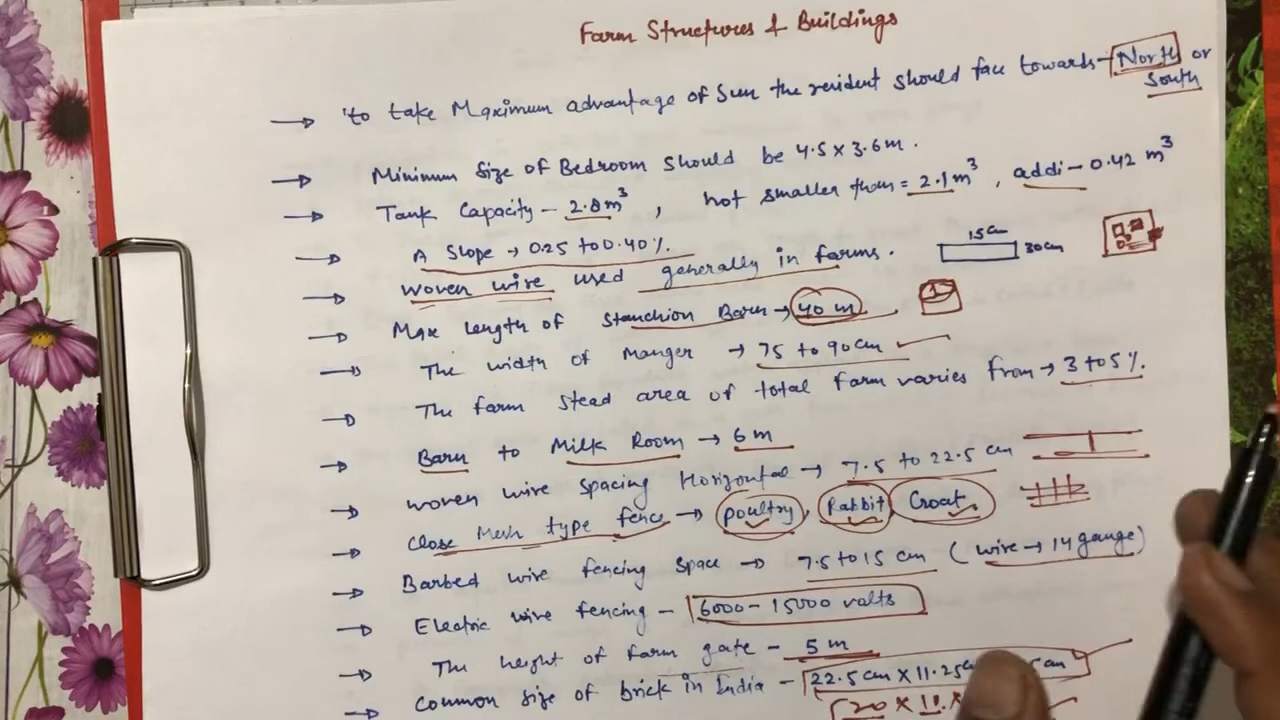 Farm Structures & Buildings
→ To take Maximum advantage of Sun the resident should face towards - North or South
→ Minimum size of Bedroom should be 4.5 x 3.6 m.
→ Tank Capacity - 2.8 m³, not smaller than = 2.1 m³, addi - 0.42 m³
→ A slope → 0.25 to 0.40%.
→ woven wire used generally in farms. 15cm 30cm
→ Max length of Stanchion Barn → 40 m
→ The width of Manger → 75 to 90 cm
→ The farm stead area of total farm varies from → 3 to 5%.
→ Barn to Milk Room → 6 m
→ woven wire spacing Horizontal → 7.5 to 22.5 cm
→ Close Mesh type fence → Poultry, Rabbit Goat
→ Barbed wire fencing space → 7.5 to 15 cm (wire → 14 gauge)
→ Electric wire fencing - 6000 - 15000 volts
→ The height of farm gate - 5 m
→ Common size of brick in India - 22.5 cm x 11.25 cm
20 x 11.